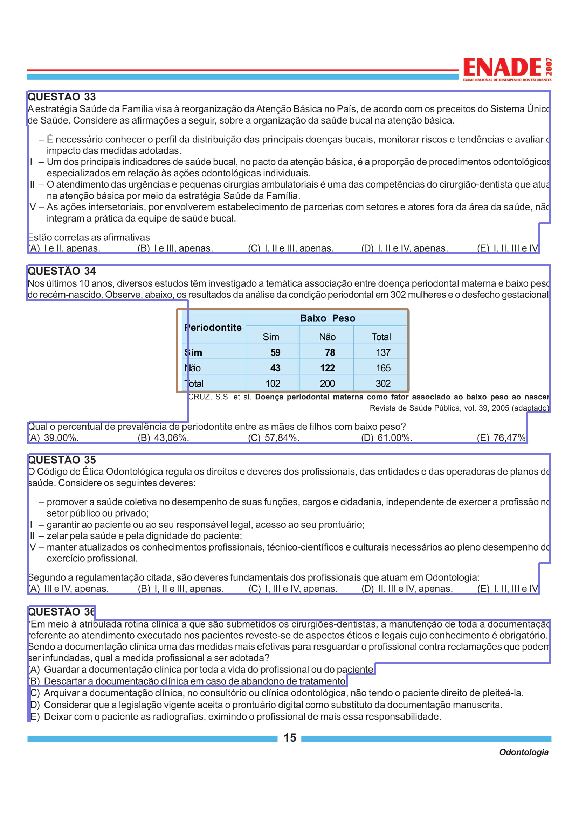 ENADE 2007
EXAME NACIONAL DE DESEMPENHO DOS ESTUDANTES
QUESTÃO 33
A estratégia Saúde da Família visa à reorganização da Atenção Básica no País, de acordo com os preceitos do Sistema Único
de Saúde. Considere as afirmações a seguir, sobre a organização da saúde bucal na atenção básica.
– É necessário conhecer o perfil da distribuição das principais doenças bucais, monitorar riscos e tendências e avaliar o
impacto das medidas adotadas.
II – Um dos principais indicadores de saúde bucal, no pacto da atenção básica, é a proporção de procedimentos odontológicos
especializados em relação às ações odontológicas individuais.
III – O atendimento das urgências e pequenas cirurgias ambulatoriais é uma das competências do cirurgião-dentista que atua
na atenção básica por meio da estratégia Saúde da Família.
IV – As ações intersetoriais, por envolverem estabelecimento de parcerias com setores e atores fora da área da saúde, não
integram a prática da equipe de saúde bucal.
Estão corretas as afirmativas
(A) I e II, apenas. (B) I e III, apenas. (C) I, II e III, apenas. (D) I, II e IV, apenas. (E) I, II, III e IV
QUESTÃO 34
Nos últimos 10 anos, diversos estudos têm investigado a temática associação entre doença periodontal materna e baixo peso
do recém-nascido. Observe, abaixo, os resultados da análise da condição periodontal em 302 mulheres e o desfecho gestacional
Periodontite Baixo Peso
Sim Não Total
Sim 59 78 137
Não 43 122 165
Total 102 200 302
CRUZ, S.S. et al. Doença periodontal materna como fator associado ao baixo peso ao nascer
Revista de Saúde Pública, vol. 39, 2005 (adaptado)
Qual o percentual de prevalência de periodontite entre as mães de filhos com baixo peso?
(A) 39,00%. (B) 43,06%. (C) 57,84%. (D) 61,00%. (E) 76,47%
QUESTÃO 35
O Código de Ética Odontológica regula os direitos e deveres dos profissionais, das entidades e das operadoras de planos de
saúde. Considere os seguintes deveres:
– promover a saúde coletiva no desempenho de suas funções, cargos e cidadania, independente de exercer a profissão no
setor público ou privado;
II – garantir ao paciente ou ao seu responsável legal, acesso ao seu prontuário;
III – zelar pela saúde e pela dignidade do paciente;
IV – manter atualizados os conhecimentos profissionais, técnico-científicos e culturais necessários ao pleno desempenho do
exercício profissional.
Segundo a regulamentação citada, são deveres fundamentais dos profissionais que atuam em Odontologia:
(A) III e IV, apenas. (B) I, II e III, apenas. (C) I, III e IV, apenas. (D) II, III e IV, apenas. (E) I, II, III e IV
QUESTÃO 36
"Em meio à atribulada rotina clínica a que são submetidos os cirurgiões-dentistas, a manutenção de toda a documentação
referente ao atendimento executado nos pacientes reveste-se de aspectos éticos e legais cujo conhecimento é obrigatório.
Sendo a documentação clínica uma das medidas mais efetivas para resguardar o profissional contra reclamações que podem
ser infundadas, qual a medida profissional a ser adotada?
(A) Guardar a documentação clínica por toda a vida do profissional ou do paciente.
(B) Descartar a documentação clínica em caso de abandono de tratamento.
(C) Arquivar a documentação clínica, no consultório ou clínica odontológica, não tendo o paciente direito de pleiteá-la.
(D) Considerar que a legislação vigente aceita o prontuário digital como substituto da documentação manuscrita.
(E) Deixar com o paciente as radiografias, eximindo o profissional de mais essa responsabilidade.
15
Odontologia